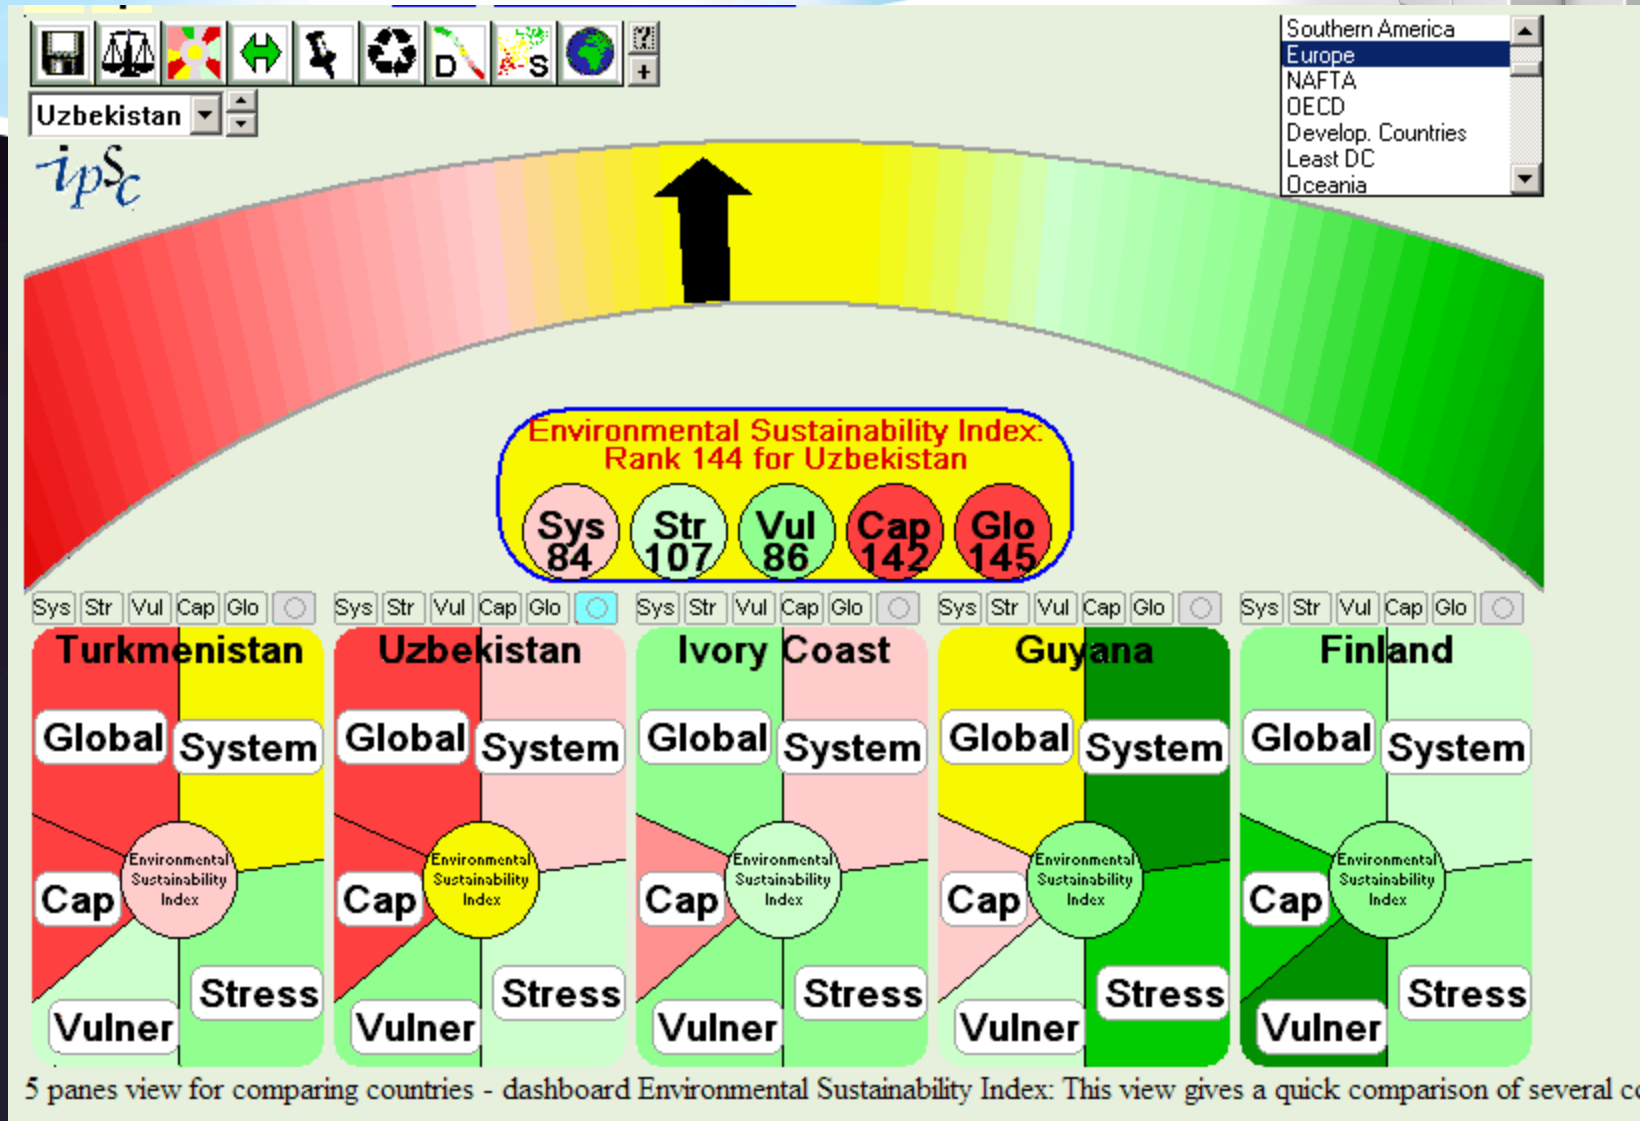 Southern America
Europe
NAFTA
OECD
Develop. Countries
Least DC
Oceania
D
S
?
+
Uzbekistan
ipSc
Environmental Sustainability Index:
Rank 144 for Uzbekistan
Sys Str Vul Cap Glo
84 107 86 142 145
Sys Str Vul Cap Glo
Sys Str Vul Cap Glo
Sys Str Vul Cap Glo
Sys Str Vul Cap Glo
Sys Str Vul Cap Glo
Turkmenistan
Global
System
Environmental
Sustainability
Index
Cap
Stress
Vulner
Uzbekistan
Global
System
Environmental
Sustainability
Index
Cap
Stress
Vulner
Ivory Coast
Global
System
Environmental
Sustainability
Index
Cap
Stress
Vulner
Guyana
Global
System
Environmental
Sustainability
Index
Cap
Stress
Vulner
Finland
Global
System
Environmental
Sustainability
Index
Cap
Stress
Vulner
5 panes view for comparing countries - dashboard Environmental Sustainability Index: This view gives a quick comparison of several